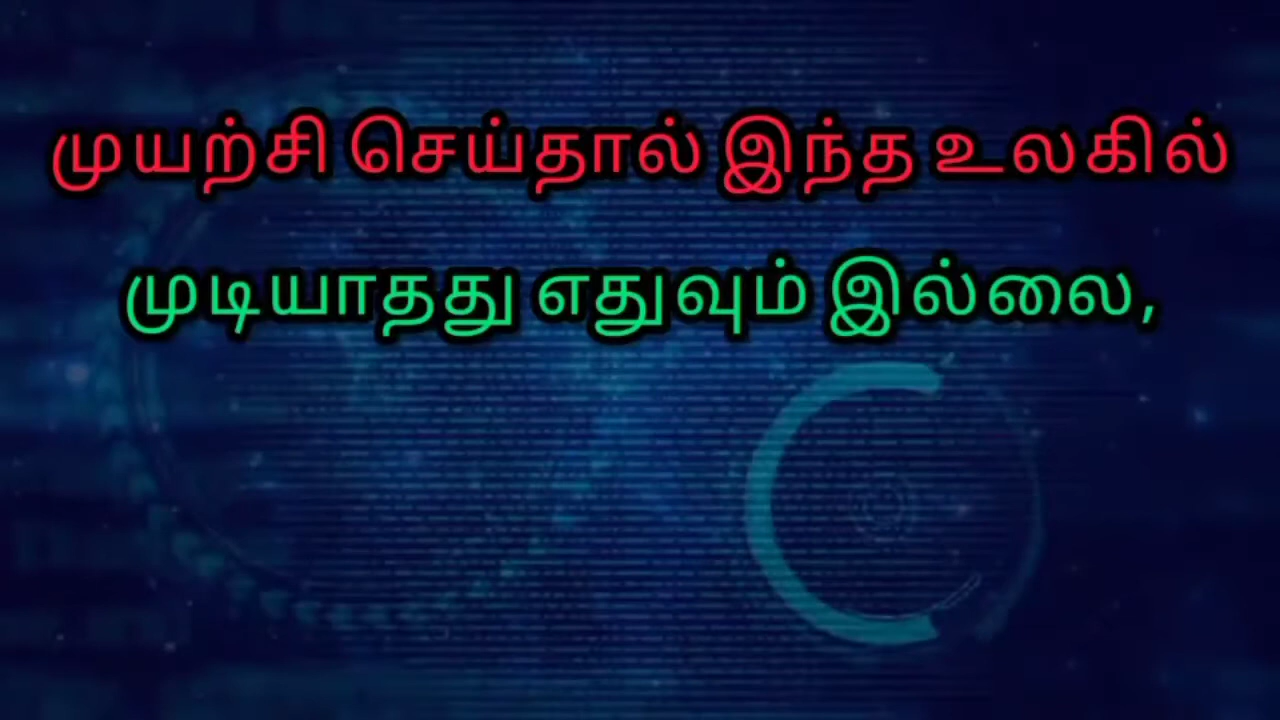 முயற்சி செய்தால் இந்த உலகில்
முடியாதது எதுவும் இல்லை,